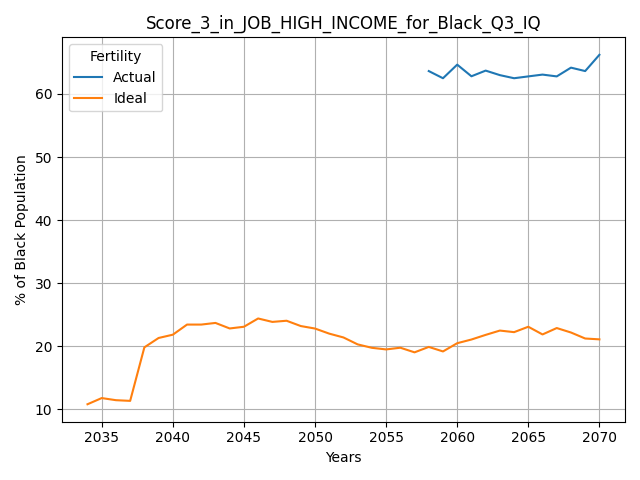 Score_3_in_JOB_HIGH_INCOME_for_Black_Q3_IQ
Fertility
Actual
Ideal
% of Black Population
60
50
40
30
20
10
2035 2040 2045 2050 2055 2060 2065 2070
Years